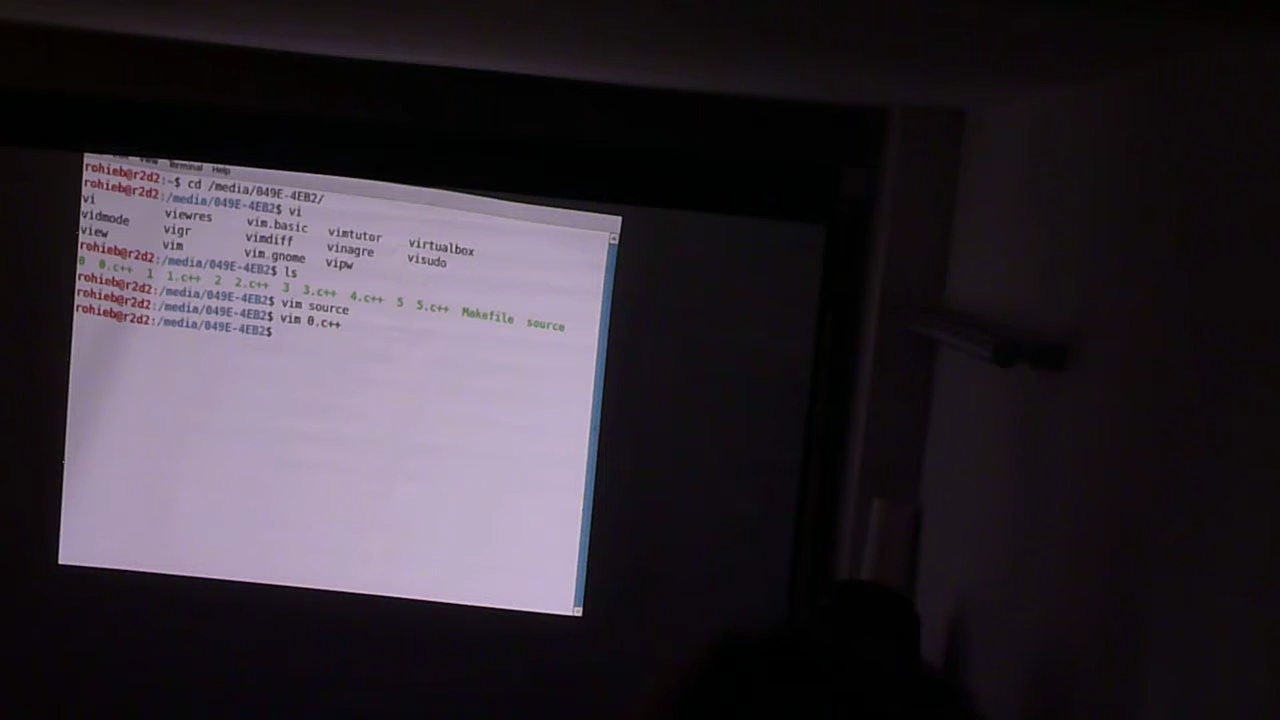 View Terminal Help
rohieb@r2d2:~$ cd /media/049E-4EB2/
rohieb@r2d2:/media/049E-4EB2$ vi
vi viewres vim.basic vimtutor virtualbox
vidmode vigr vimdiff vinagre visudo
view vim vim.gnome vipw
rohieb@r2d2:/media/049E-4EB2$ ls
0 0.c++ 1 1.c++ 2 2.c++ 3 3.c++ 4.c++ 5 5.c++ Makefile source
rohieb@r2d2:/media/049E-4EB2$ vim source
rohieb@r2d2:/media/049E-4EB2$ vim 0.c++
rohieb@r2d2:/media/049E-4EB2$